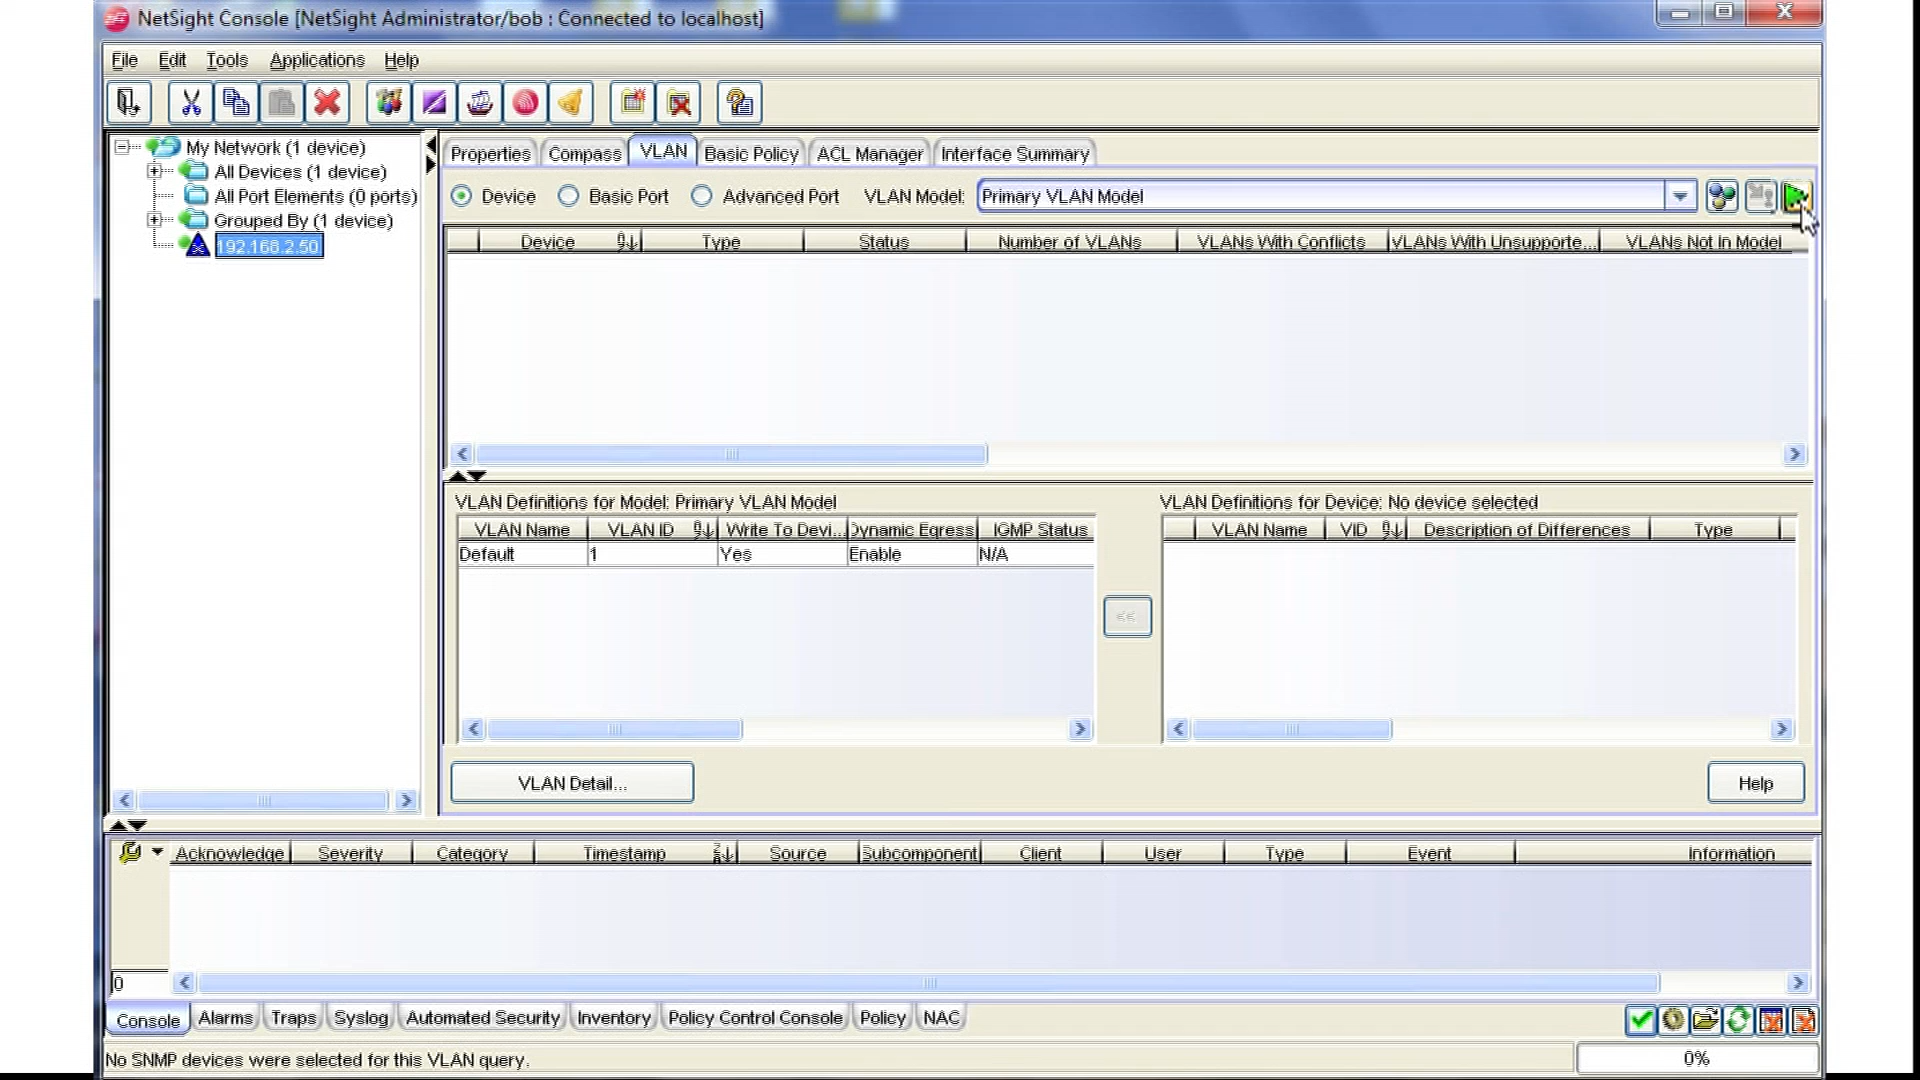 NetSight Console [NetSight Administrator/bob : Connected to localhost]
File Edit Tools Applications Help
My Network (1 device)
All Devices (1 device)
All Port Elements (0 ports)
Grouped By (1 device)
192.168.2.50
Properties Compass VLAN Basic Policy ACL Manager Interface Summary
Device Basic Port Advanced Port VLAN Model: Primary VLAN Model
Device Type Status Number of VLANs VLANs With Conflicts VLANs With Unsupporte... VLANs Not In Model
VLAN Definitions for Model: Primary VLAN Model
VLAN Name VLAN ID Write To Devi... Dynamic Egress IGMP Status
Default 1 Yes Enable N/A
<<
VLAN Definitions for Device: No device selected
VLAN Name VID Description of Differences Type
VLAN Detail... Help
Acknowledge Severity Category Timestamp Source Subcomponent Client User Type Event Information
0
Console Alarms Traps Syslog Automated Security Inventory Policy Control Console Policy NAC
No SNMP devices were selected for this VLAN query. 0%